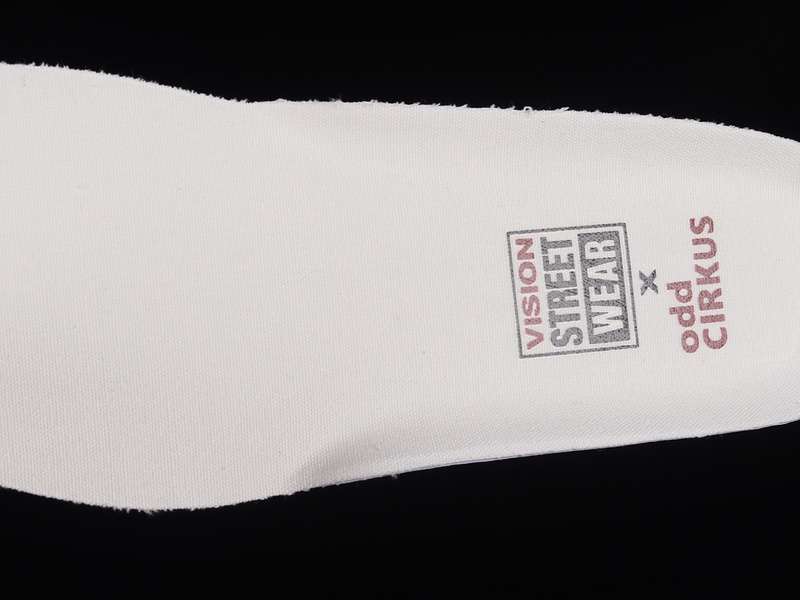 VISION
STREET
WEAR
x
odd
CIRKUS